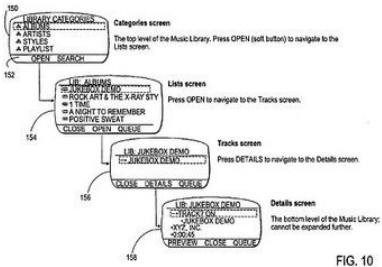 150
LIBRARY CATEGORIES
ALBUMS
ARTISTS
STYLES
PLAYLIST
OPEN SEARCH
152
Categories screen
The top level of the Music Library. Press OPEN (soft button) to navigate to the
Lists screen.
LIB: ALBUMS
JUKEBOX DEMO
ROCK ART & THE X-RAY STY
1 TIME
A NIGHT TO REMEMBER
POSITIVE SWEAT
CLOSE OPEN QUEUE
154
Lists screen
Press OPEN to navigate to the Tracks screen.
LIB: JUKEBOX DEMO
JUKEBOX DEMO
CLOSE DETAILS QUEUE
156
Tracks screen
Press DETAILS to navigate to the Details screen.
LIB: JUKEBOX DEMO
TRACK? ON
JUKEBOX DEMO
XYZ, INC.
0:00:45
PREVIEW CLOSE QUEUE
158
Details screen
The bottom level of the Music Library;
cannot be expanded further.
FIG. 10